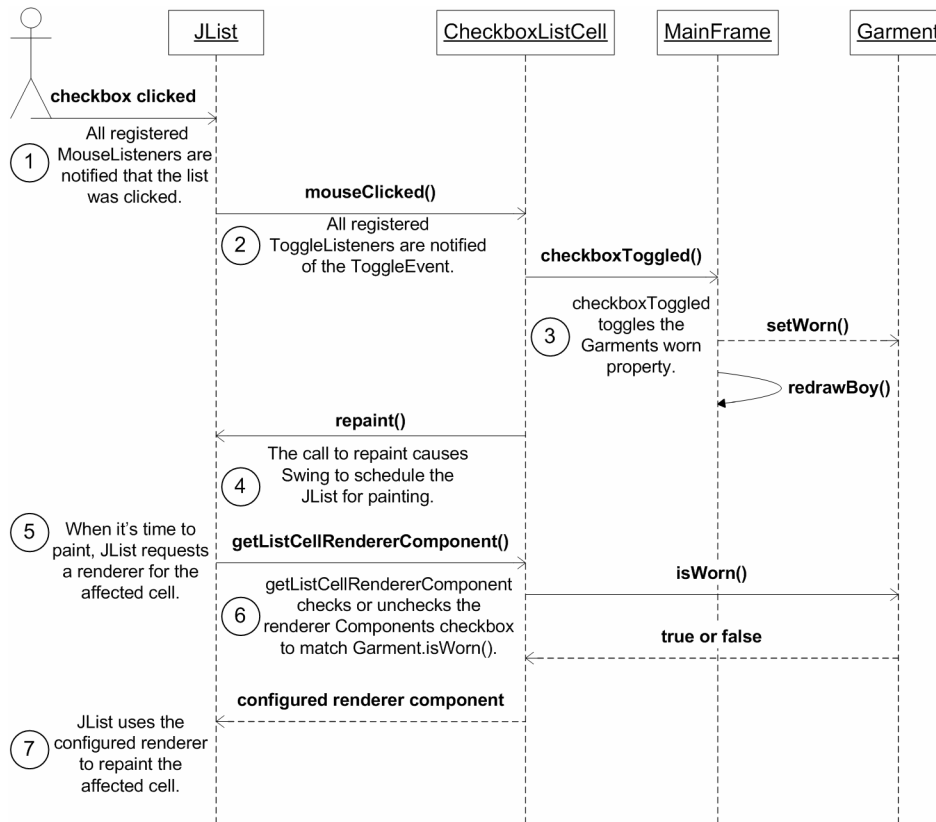 JList
CheckboxListCell
MainFrame
Garment
checkbox clicked
1
All registered
MouseListeners are
notified that the list
was clicked.
mouseClicked()
2
All registered
ToggleListeners are notified
of the ToggleEvent.
checkboxToggled()
3
checkboxToggled
toggles the
Garments worn
property.
setWorn()
redrawBoy()
repaint()
4
The call to repaint causes
Swing to schedule the
JList for painting.
5
When it’s time to
paint, JList requests
a renderer for the
affected cell.
getListCellRendererComponent()
6
getListCellRendererComponent
checks or unchecks the
renderer Components checkbox
to match Garment.isWorn().
isWorn()
true or false
configured renderer component
7
JList uses the
configured renderer
to repaint the
affected cell.